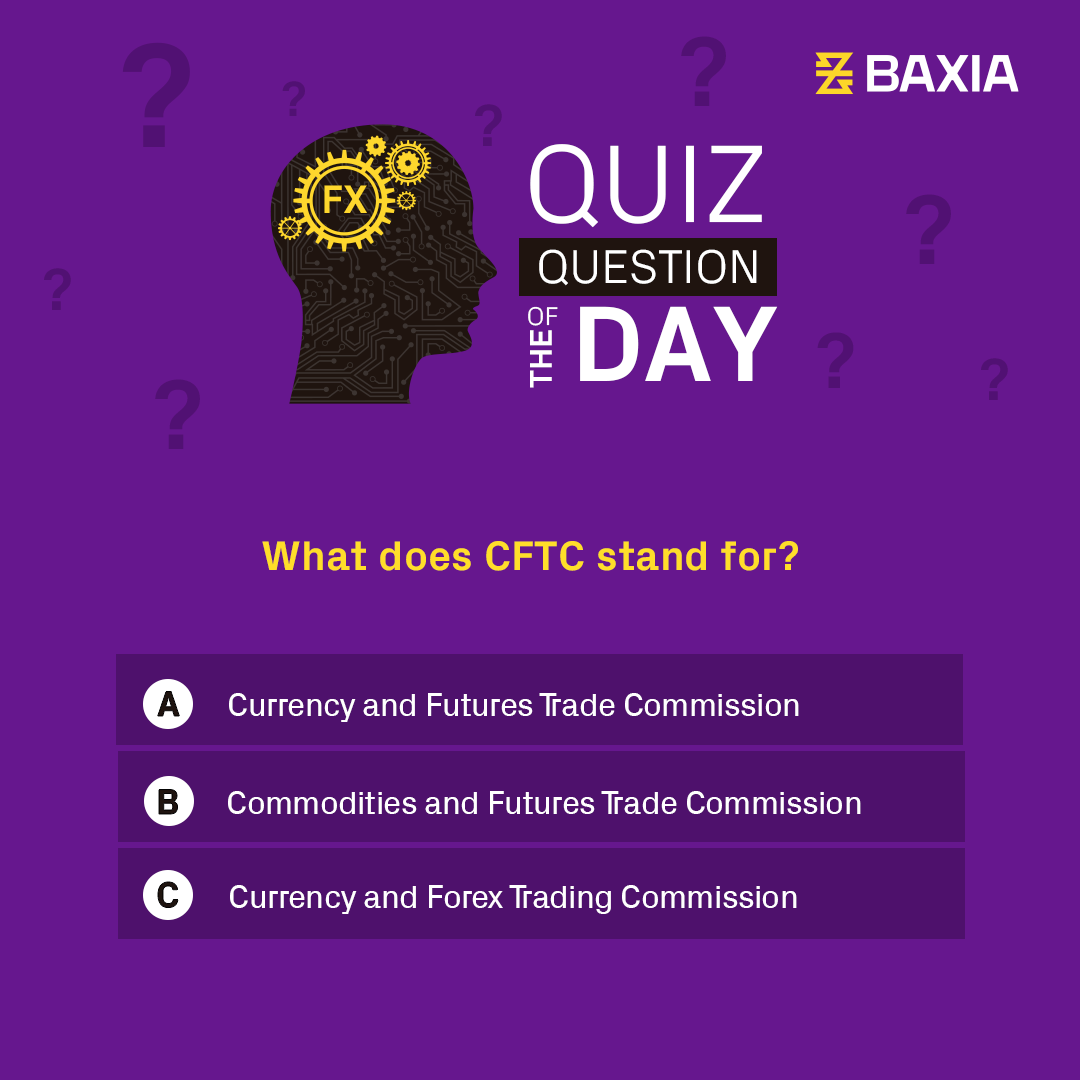 BAXIA
FX
QUIZ
QUESTION
OF THE
DAY
What does CFTC stand for?
A Currency and Futures Trade Commission
B Commodities and Futures Trade Commission
C Currency and Forex Trading Commission